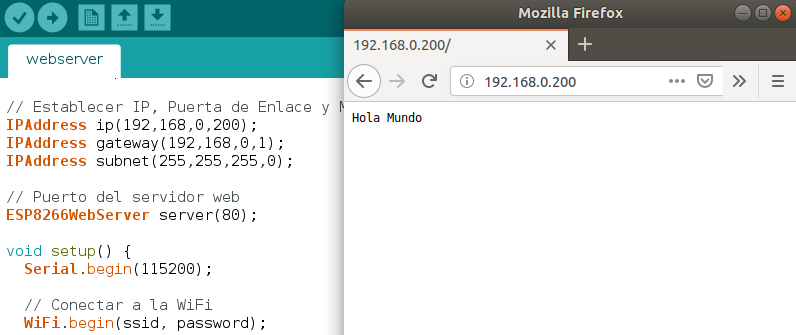 webserver
// Establecer IP, Puerta de Enlace y
IPAddress ip(192,168,0,200);
IPAddress gateway(192,168,0,1);
IPAddress subnet(255,255,255,0);
// Puerto del servidor web
ESP8266WebServer server(80);
void setup() {
Serial.begin(115200);
// Conectar a la WiFi
WiFi.begin(ssid, password);
Mozilla Firefox
192.168.0.200/
192.168.0.200
Hola Mundo